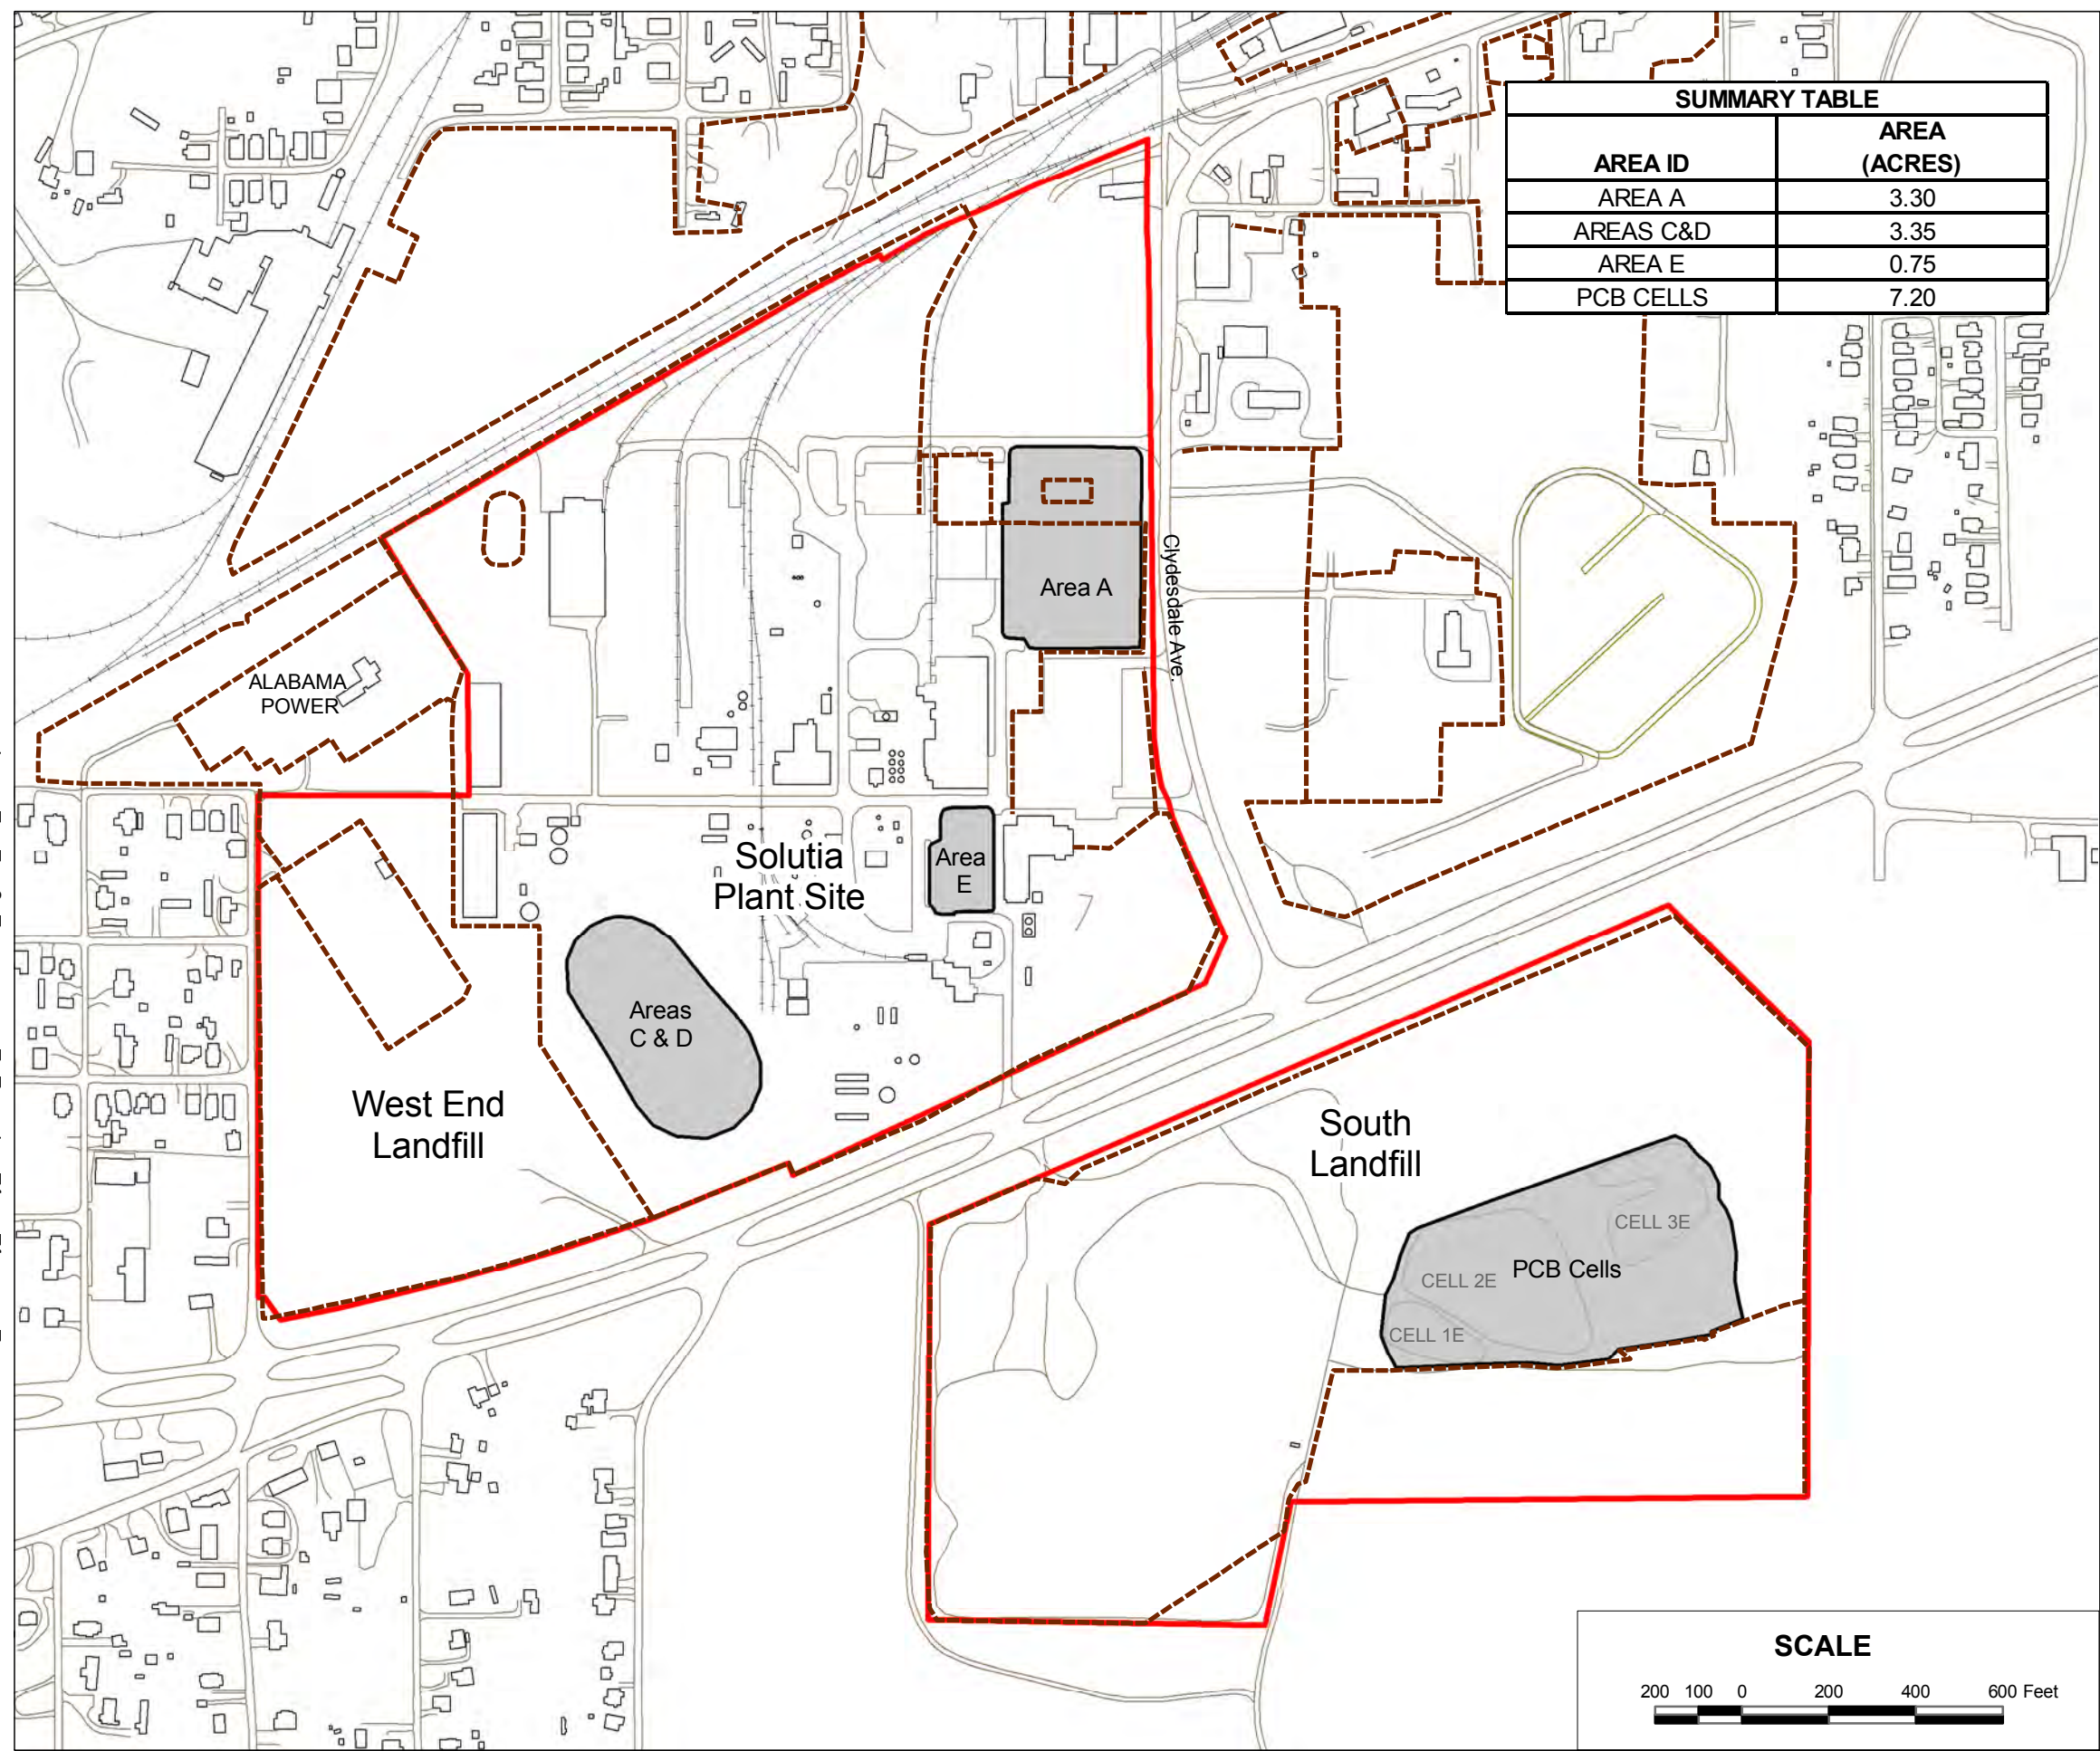 SUMMARY TABLE
AREA ID AREA (ACRES)
AREA A 3.30
AREAS C&D 3.35
AREA E 0.75
PCB CELLS 7.20
Area A
Clydesdale Ave.
ALABAMA
POWER
Solutia
Plant Site
Area
E
Areas
C & D
West End
Landfill
South
Landfill
CELL 3E
PCB Cells
CELL 2E
CELL 1E
SCALE
200 100 0 200 400 600 Feet